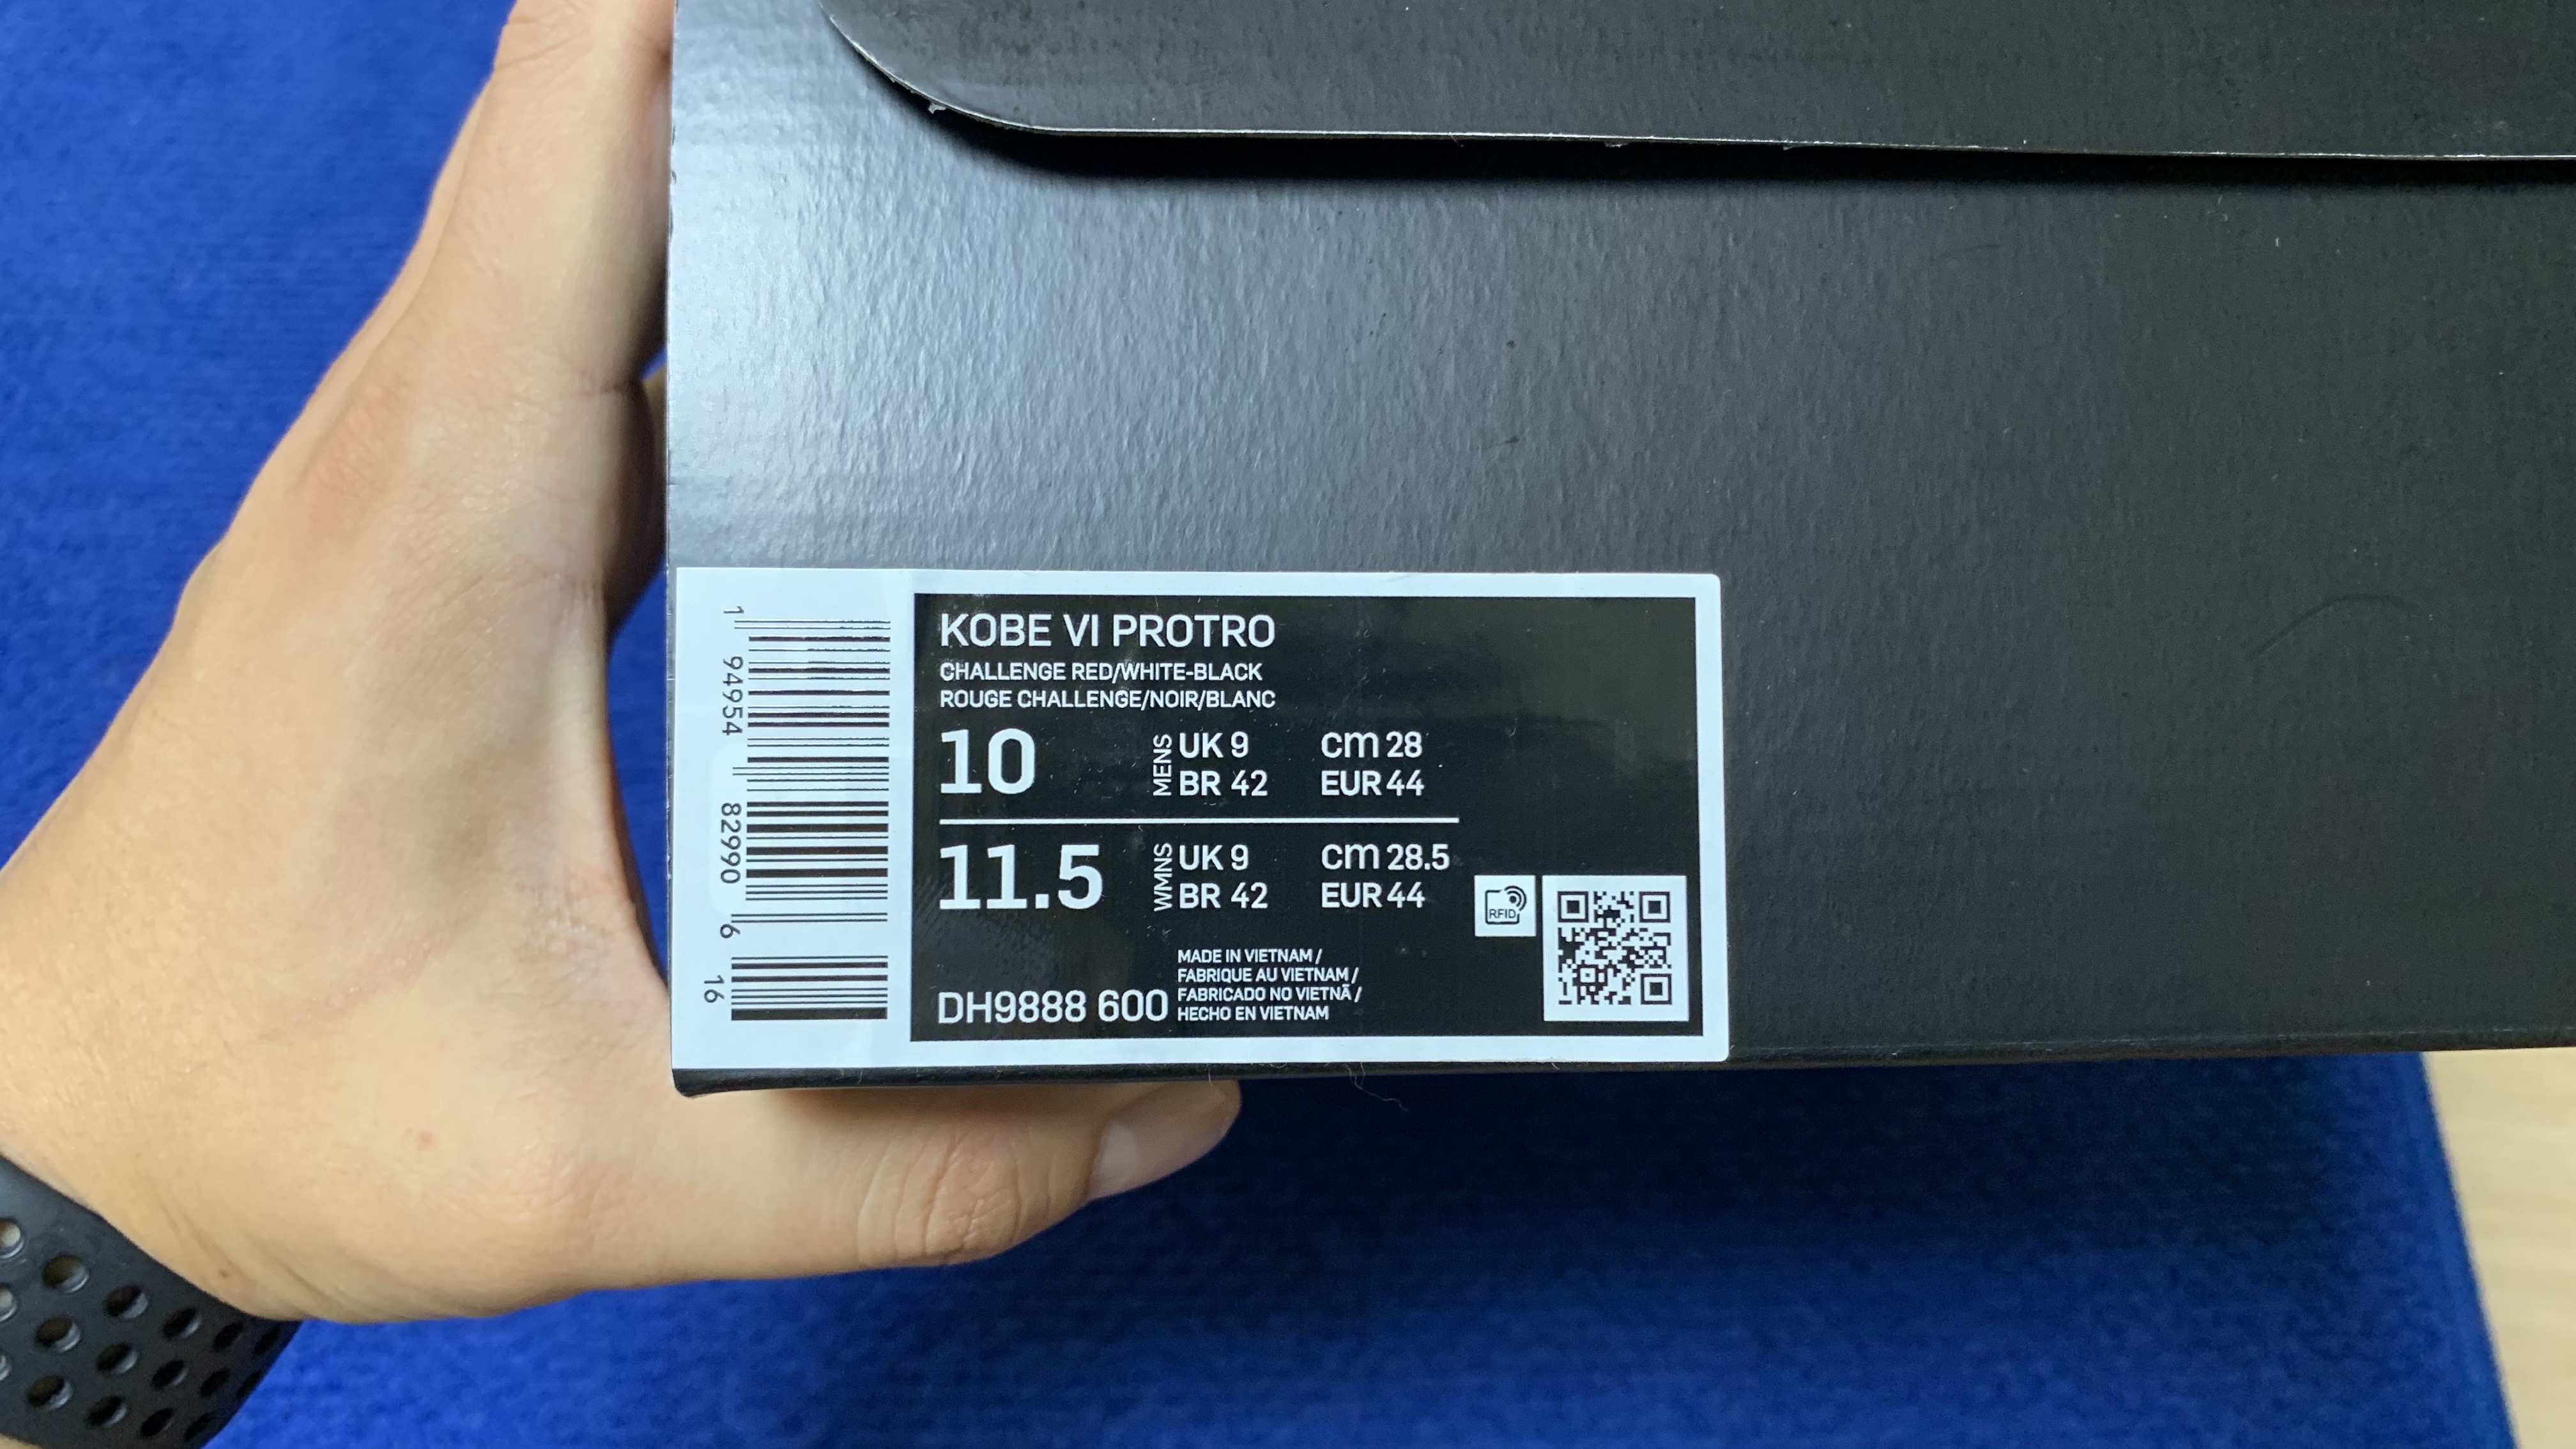 KOBE VI PROTRO
CHALLENGE RED/WHITE-BLACK
ROUGE CHALLENGE/NOIR/BLANC
10 MENS UK 9 cm 28
BR 42 EUR 44
11.5 WMNS UK 9 cm 28.5
BR 42 EUR 44
RFID
DH9888 600
MADE IN VIETNAM /
FABRIQUE AU VIETNAM /
FABRICADO NO VIETNÃ /
HECHO EN VIETNAM
1 94954 82990 6 16